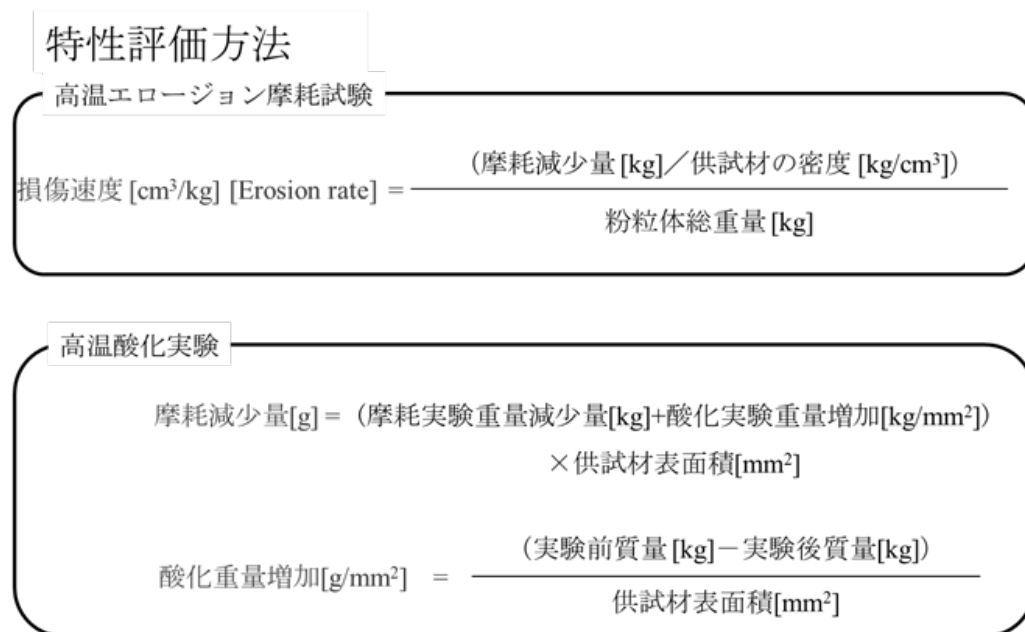 特性評価方法
高温エロージョン摩耗試験
損傷速度 [cm³/kg] [Erosion rate] =
（摩耗減少量 [kg]／供試材の密度 [kg/cm³]）
粉粒体総重量 [kg]
高温酸化実験
摩耗減少量[g] = （摩耗実験重量減少量[kg]+酸化実験重量増加[kg/mm²]）
×供試材表面積[mm²]
酸化重量増加[g/mm²] =
（実験前質量 [kg]－実験後質量[kg]）
供試材表面積[mm²]